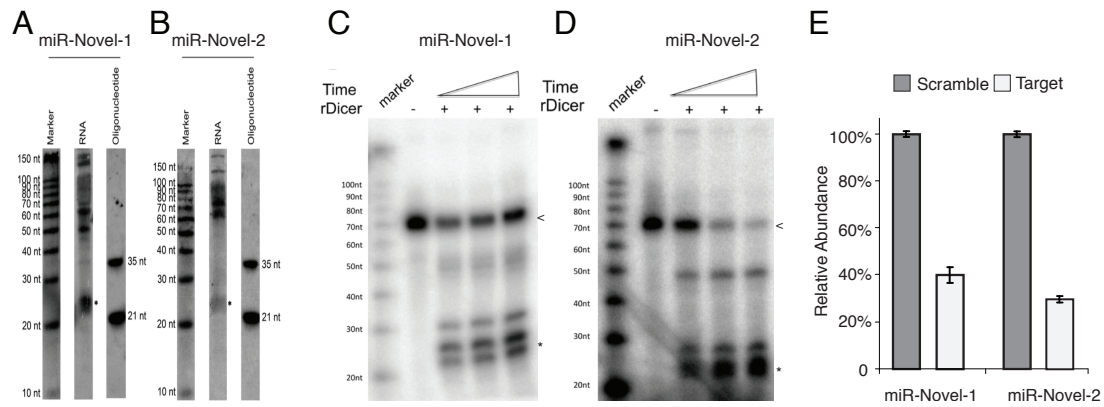 A
miR-Novel-1
Marker
RNA
Oligonucleotide
150 nt
100 nt
90 nt
80 nt
70 nt
60 nt
50 nt
40 nt
30 nt
20 nt
10 nt
*
35 nt
21 nt
B
miR-Novel-2
Marker
RNA
Oligonucleotide
150 nt
100 nt
90 nt
80 nt
70 nt
60 nt
50 nt
40 nt
30 nt
20 nt
10 nt
*
35 nt
21 nt
C
miR-Novel-1
Time
rDicer
marker
- + + +
100nt
90nt
80nt
70nt
60nt
50nt
40nt
30nt
20nt
<
*
D
miR-Novel-2
Time
rDicer
marker
- + + +
100nt
90nt
80nt
70nt
60nt
50nt
40nt
30nt
20nt
<
*
E
Scramble Target
Relative Abundance
100%
80%
60%
40%
20%
0
miR-Novel-1 miR-Novel-2